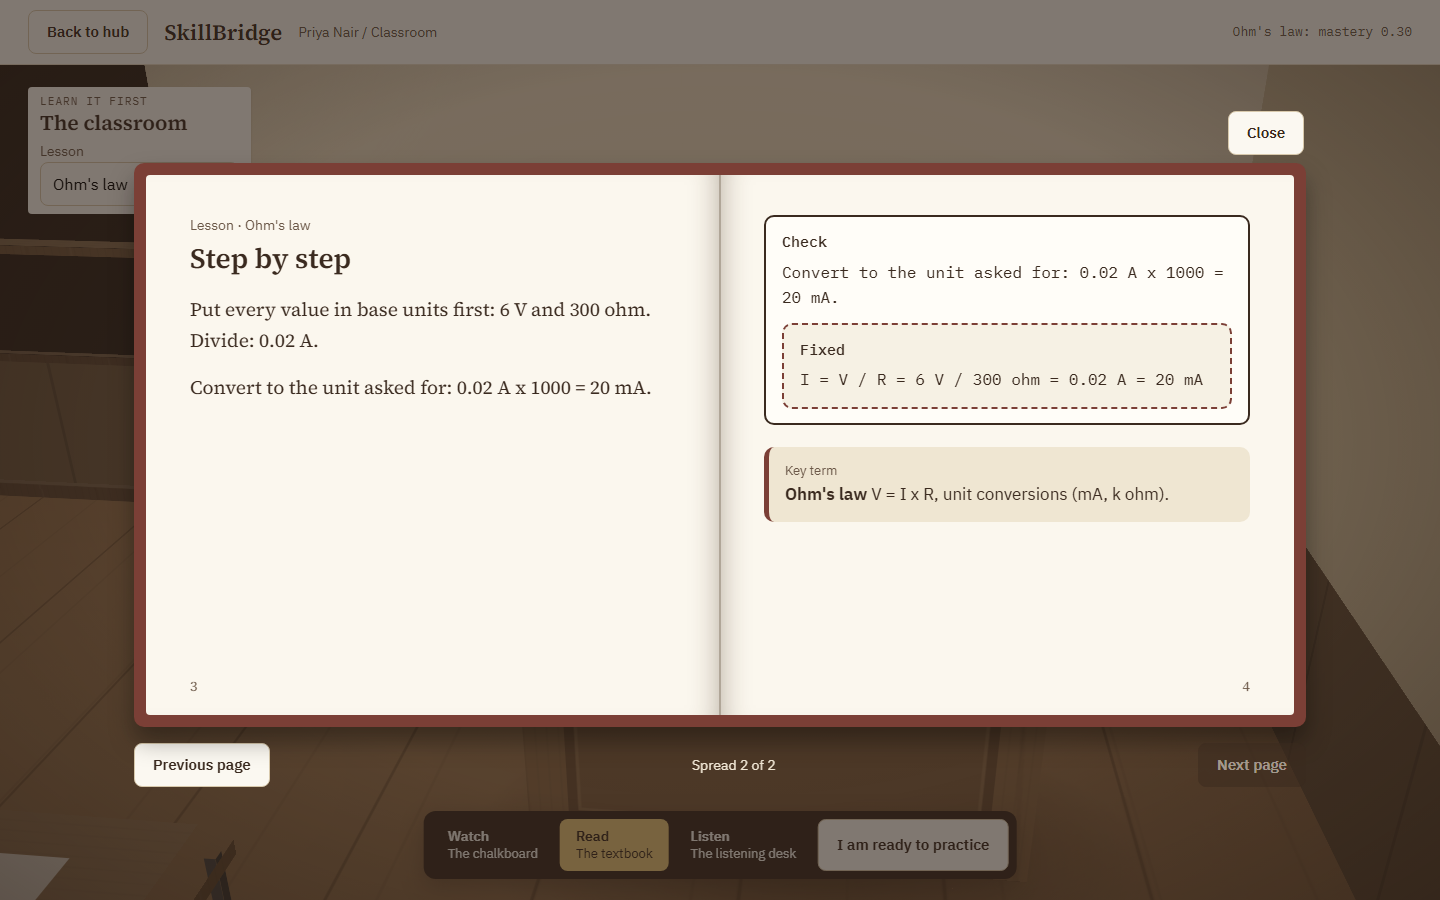 Back to hub
SkillBridge
Priya Nair / Classroom
Ohm's law: mastery 0.30
LEARN IT FIRST
The classroom
Lesson
Ohm's law
Close
Lesson · Ohm's law
Step by step
Put every value in base units first: 6 V and 300 ohm.
Divide: 0.02 A.
Convert to the unit asked for: 0.02 A x 1000 = 20 mA.
3
Check
Convert to the unit asked for: 0.02 A x 1000 =
20 mA.
Fixed
I = V / R = 6 V / 300 ohm = 0.02 A = 20 mA
Key term
Ohm's law V = I x R, unit conversions (mA, k ohm).
4
Previous page
Spread 2 of 2
Next page
Watch
The chalkboard
Read
The textbook
Listen
The listening desk
I am ready to practice